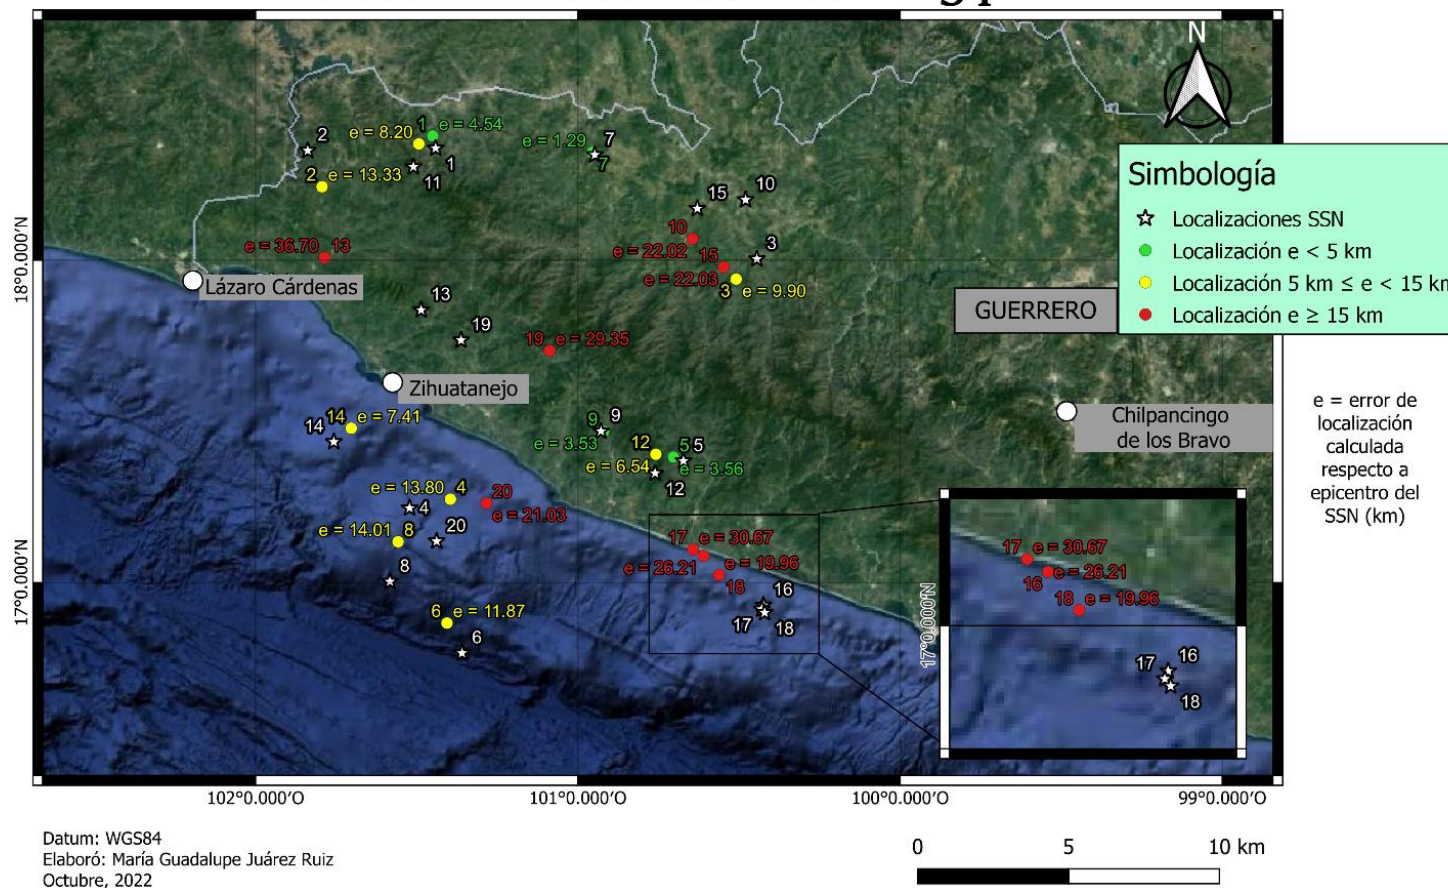 N
2
e = 8.20
1
e = 4.54
1
11
2
e = 13.33
e = 1.29
7
7
15
10
10
e = 22.02
15
3
e = 22.03
3
e = 9.90
e = 36.70
13
Lázaro Cárdenas
13
19
19
e = 29.35
Zihuatanejo
GUERRERO
14
14
e = 7.41
9
9
e = 3.53
12
5
5
e = 6.54
e = 3.56
12
Chilpancingo
de los Bravo
e = 13.80
4
4
20
e = 21.03
e = 14.01
8
20
8
6
e = 11.87
6
17
e = 30.67
e = 26.21
e = 19.96
18
16
17
18
17
e = 30.67
e = 26.21
16
18
e = 19.96
16
17
18
17°0.000'N
Simbología
Localizaciones SSN
Localización e < 5 km
Localización 5 km ≤ e < 15 km
Localización e ≥ 15 km
e = error de
localización
calculada
respecto a
epicentro del
SSN (km)
18°0.000'N
17°0.000'N
102°0.000'O
101°0.000'O
100°0.000'O
99°0.000'O
Datum: WGS84
Elaboró: María Guadalupe Juárez Ruiz
Octubre, 2022
0
5
10 km